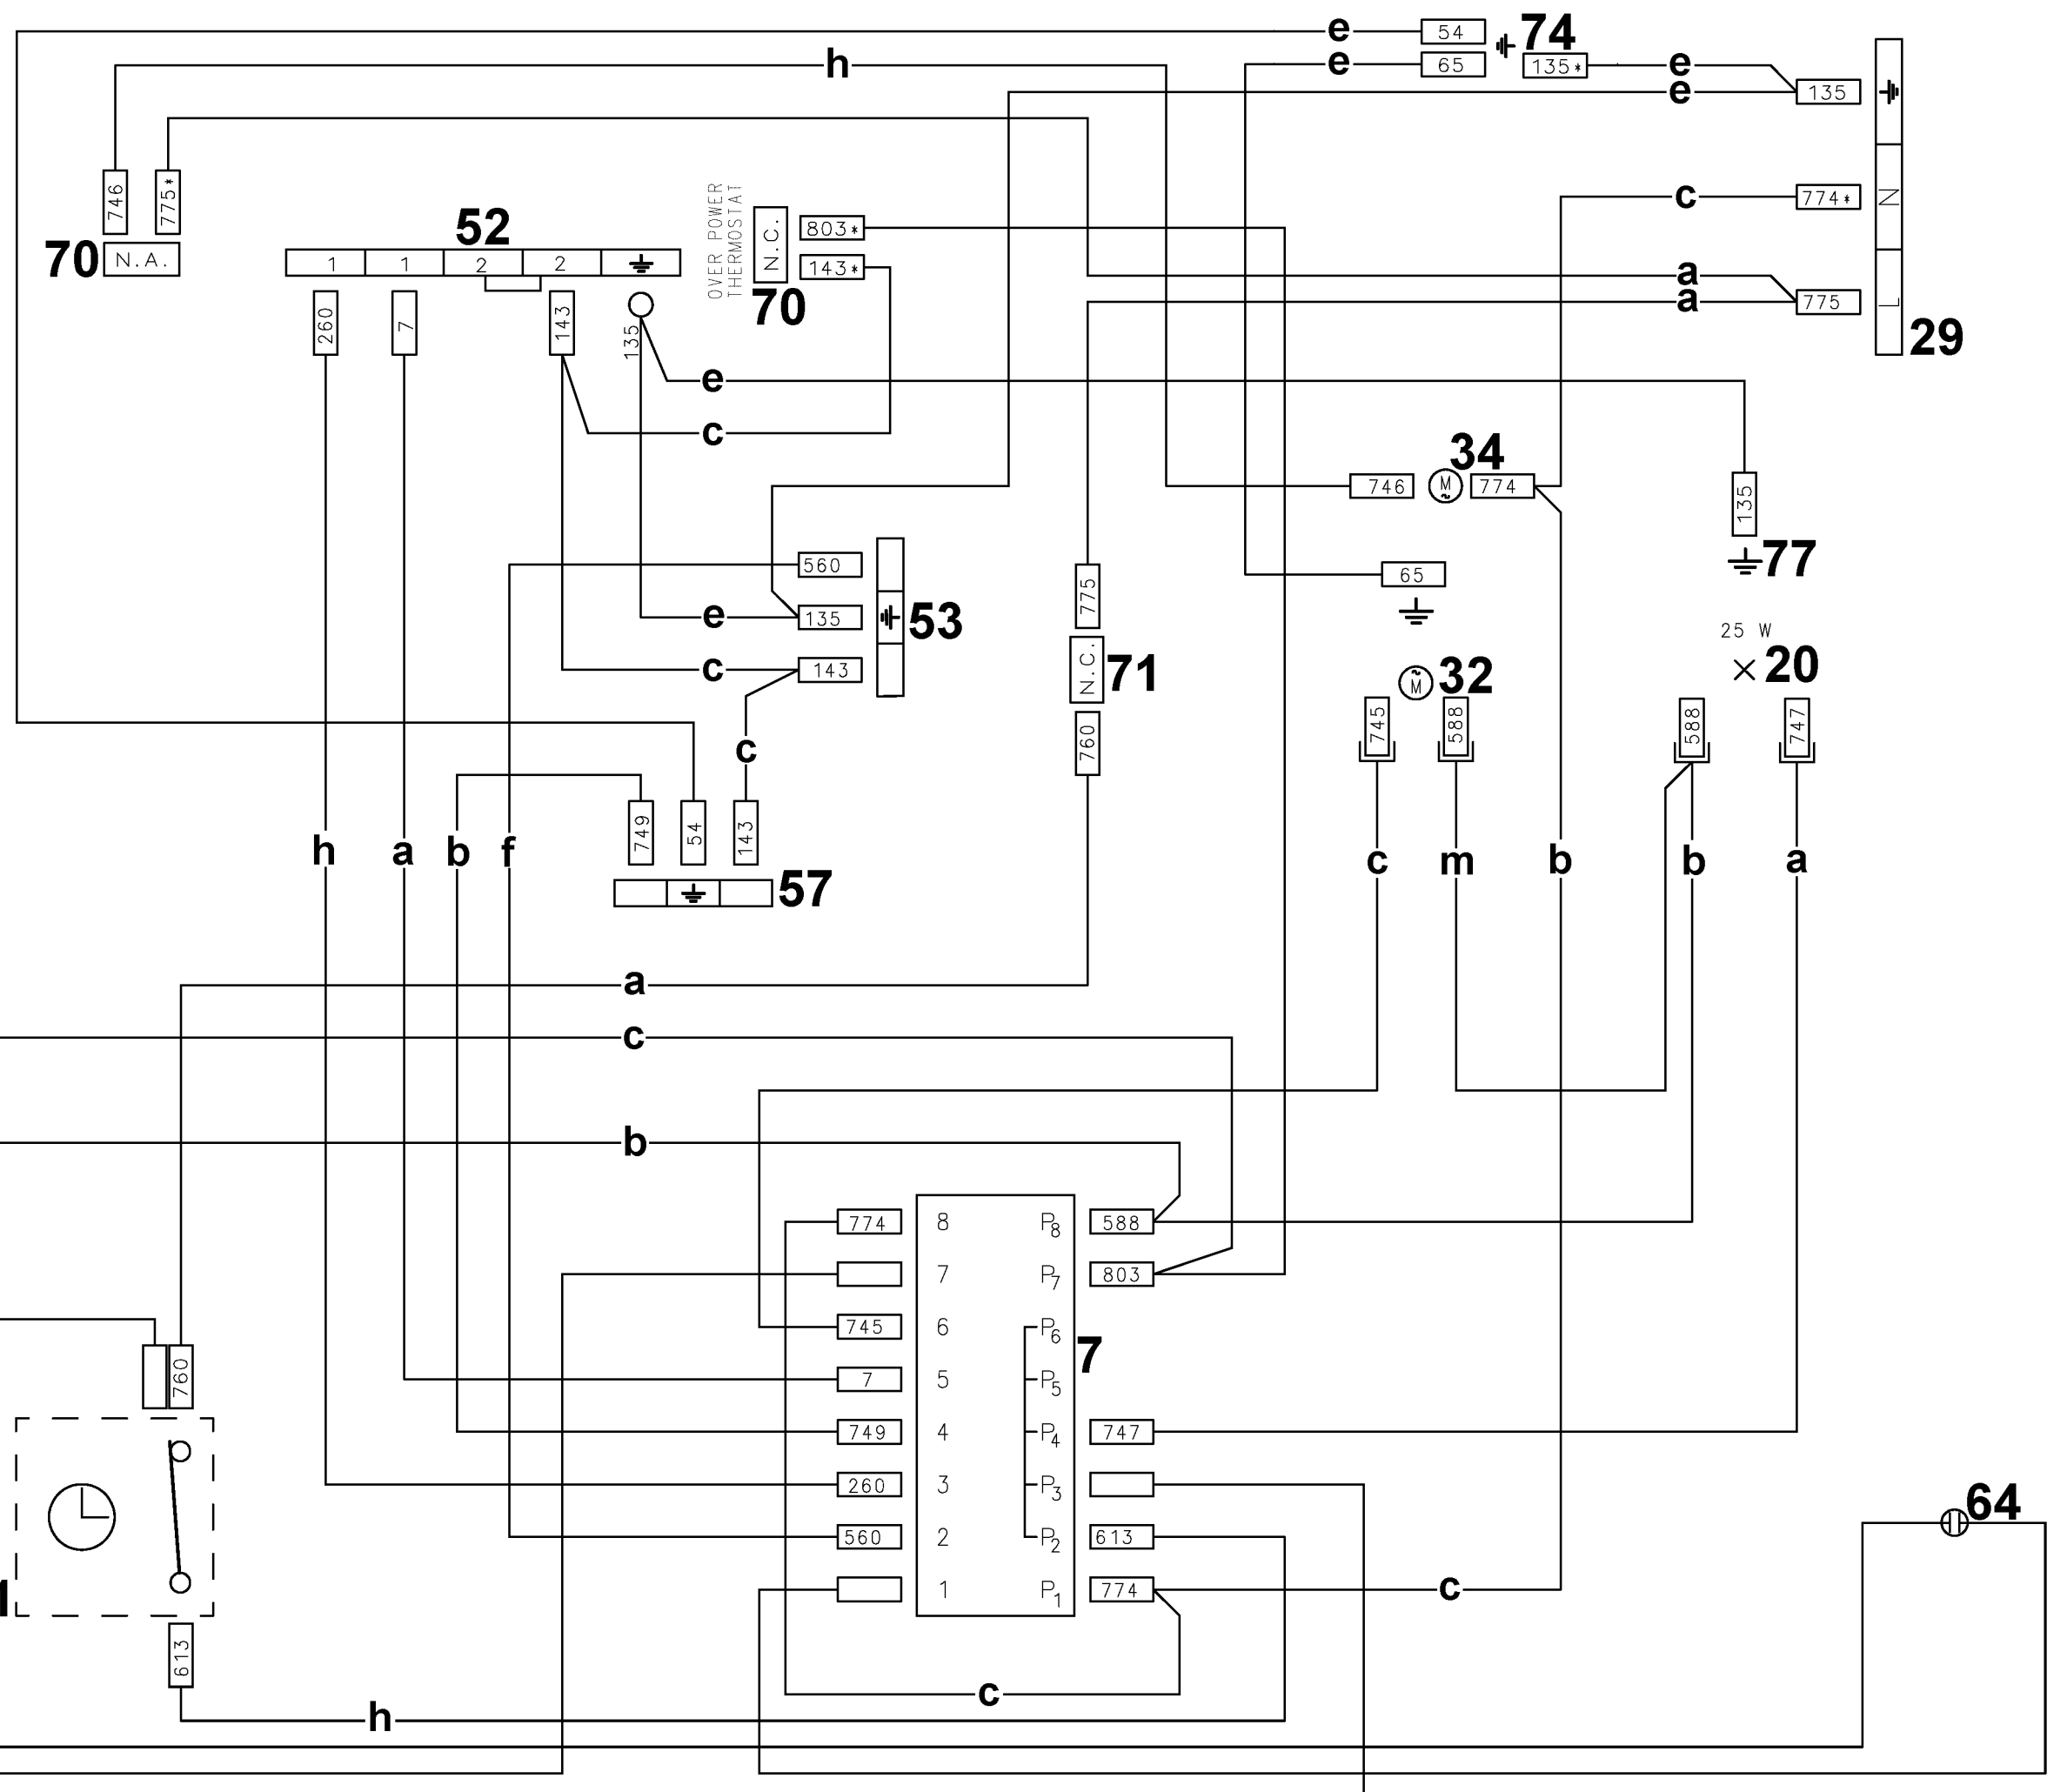 e 54 74
h e 65 135* e
e 135
746 775* OVER POWER THERMOSTAT N.C. 803* c 774* N
70 N.A. 52 1 1 2 2 143* 70
a
a 775 L 29
260 7 143 135
e
c
34
746 M ~ 774 135
560 77
65
e 135 53 775
c 143 N.C. 71 25 W
20
~ M 32
745 588 588 747
c 760
749 54 143
h a b f c m b b a
57
a
c
b
774 8 P8 588
7 P7 803
745 6 P6 7
760 7 5 P5
749 4 P4 747
260 3 P3 64
560 2 P2 613
1 P1 774 c
613
c
h